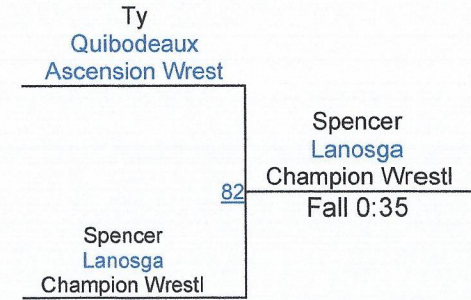 Ty
Quibodeaux
Ascension Wrest
Spencer
Lanosga
Champion Wrestl
82
Fall 0:35
Spencer
Lanosga
Champion Wrestl